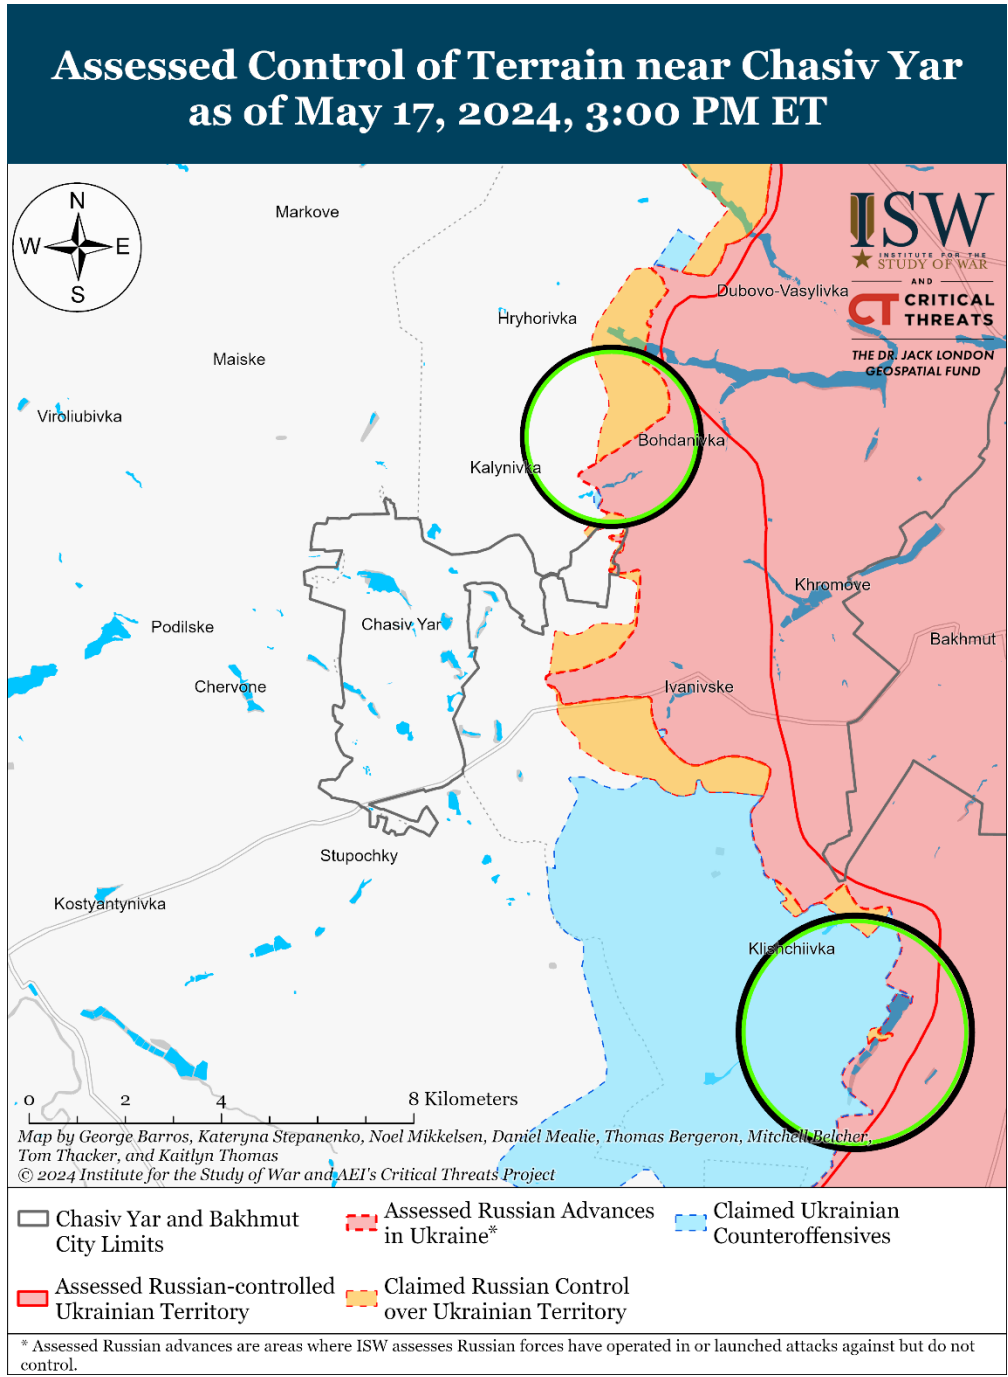 Assessed Control of Terrain near Chasiv Yar
as of May 17, 2024, 3:00 PM ET
N
W
E
S
ISW
INSTITUTE FOR THE
STUDY OF WAR
AND
CT CRITICAL
THREATS
THE DR. JACK LONDON
GEOSPATIAL FUND
Markove
Dubovo-Vasylivka
Hryhorivka
Maiske
Viroliubivka
Bohdanivka
Kalynivka
Khromove
Podilske
Chasiv Yar
Bakhmut
Chervone
Ivanivske
Stupochky
Kostyantynivka
Klishchiivka
0 2 4 8 Kilometers
Map by George Barros, Kateryna Stepanenko, Noel Mikkelsen, Daniel Mealie, Thomas Bergeron, Mitchell Belcher,
Tom Thacker, and Kaitlyn Thomas
© 2024 Institute for the Study of War and AEI's Critical Threats Project
Chasiv Yar and Bakhmut
City Limits
Assessed Russian Advances
in Ukraine*
Claimed Ukrainian
Counteroffensives
Assessed Russian-controlled
Ukrainian Territory
Claimed Russian Control
over Ukrainian Territory
* Assessed Russian advances are areas where ISW assesses Russian forces have operated in or launched attacks against but do not
control.